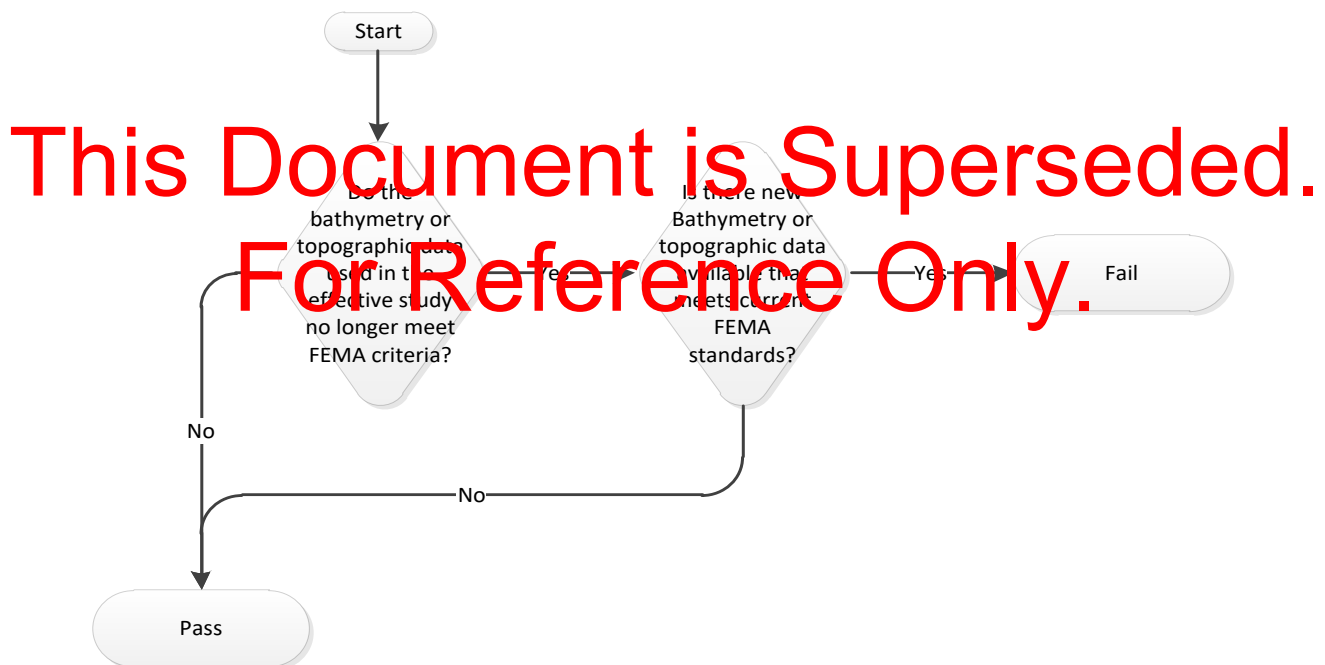 Start
This Document is Superseded.
For Reference Only.
Do the
bathymetry or
topographic data
used in the
effective study
no longer meet
FEMA criteria?
Yes
Is there new
Bathymetry or
topographic data
available that
meets current
FEMA
standards?
Yes
Fail
No
No
Pass